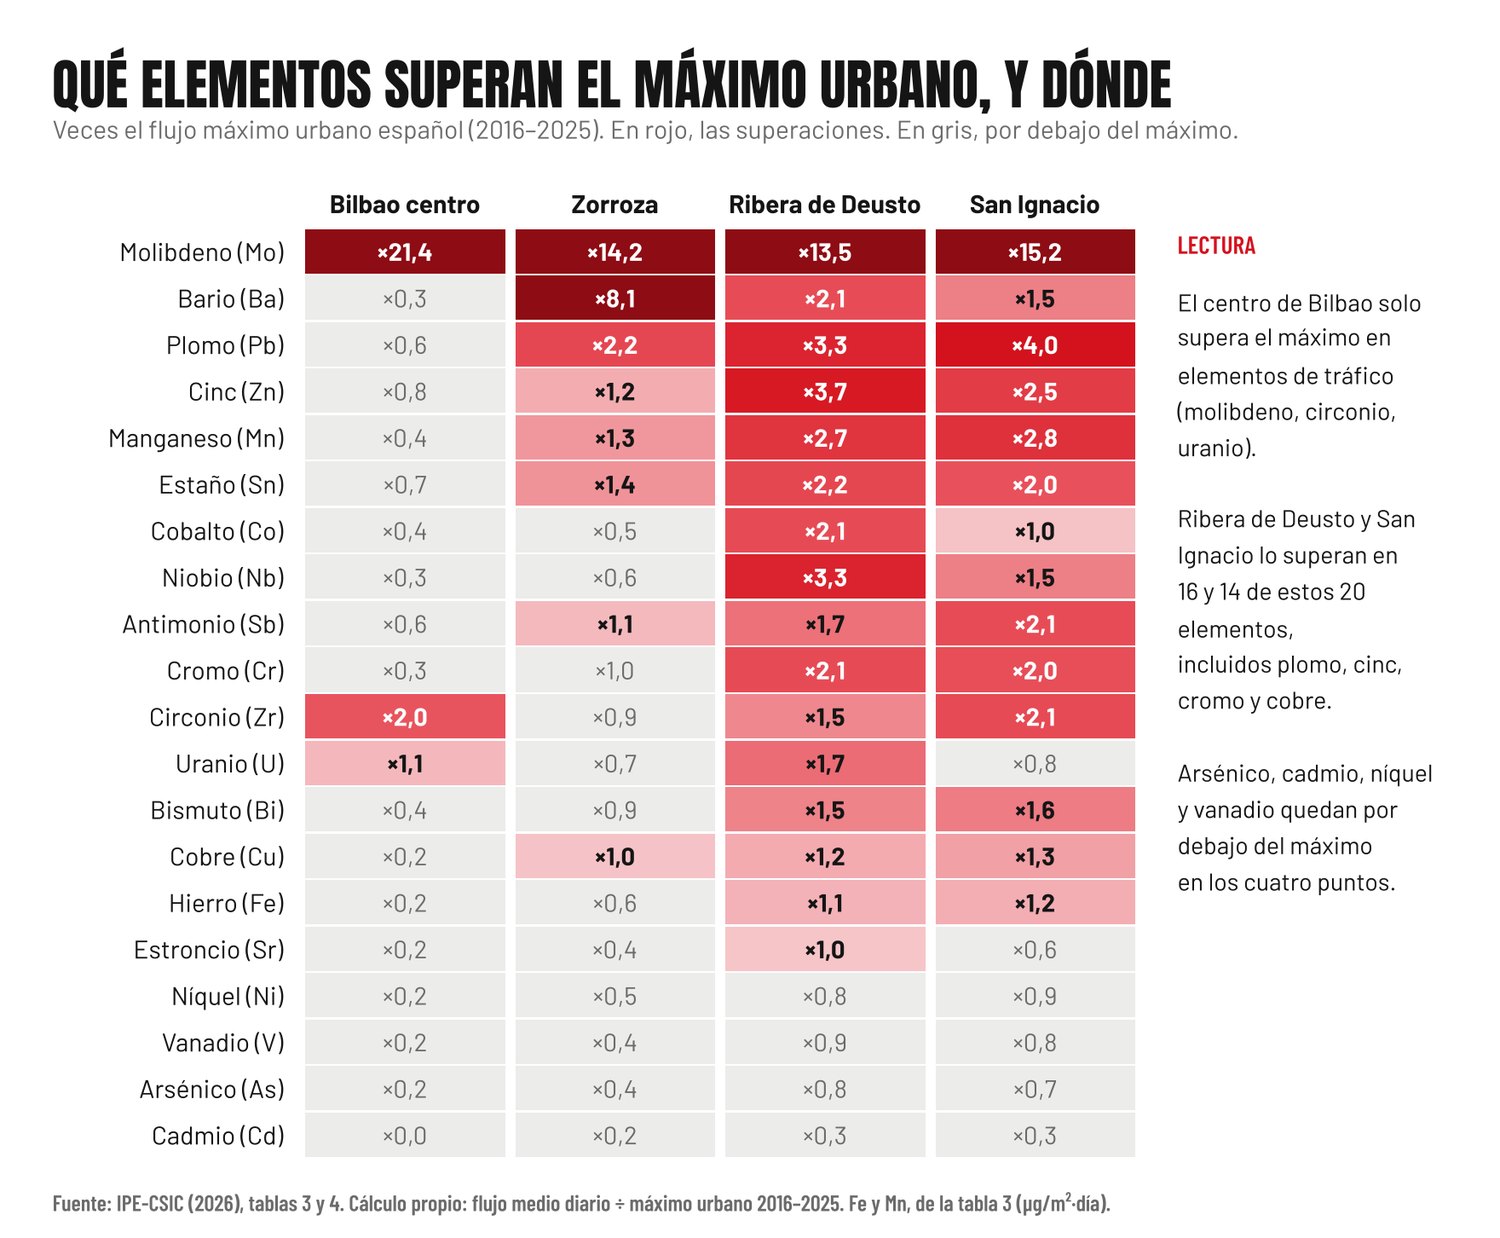 QUÉ ELEMENTOS SUPERAN EL MÁXIMO URBANO, Y DÓNDE
Veces el flujo máximo urbano español (2016–2025). En rojo, las superaciones. En gris, por debajo del máximo.
Bilbao centro Zorroza Ribera de Deusto San Ignacio
Molibdeno (Mo) ×21,4 ×14,2 ×13,5 ×15,2
Bario (Ba) ×0,3 ×8,1 ×2,1 ×1,5
Plomo (Pb) ×0,6 ×2,2 ×3,3 ×4,0
Cinc (Zn) ×0,8 ×1,2 ×3,7 ×2,5
Manganeso (Mn) ×0,4 ×1,3 ×2,7 ×2,8
Estaño (Sn) ×0,7 ×1,4 ×2,2 ×2,0
Cobalto (Co) ×0,4 ×0,5 ×2,1 ×1,0
Niobio (Nb) ×0,3 ×0,6 ×3,3 ×1,5
Antimonio (Sb) ×0,6 ×1,1 ×1,7 ×2,1
Cromo (Cr) ×0,3 ×1,0 ×2,1 ×2,0
Circonio (Zr) ×2,0 ×0,9 ×1,5 ×2,1
Uranio (U) ×1,1 ×0,7 ×1,7 ×0,8
Bismuto (Bi) ×0,4 ×0,9 ×1,5 ×1,6
Cobre (Cu) ×0,2 ×1,0 ×1,2 ×1,3
Hierro (Fe) ×0,2 ×0,6 ×1,1 ×1,2
Estroncio (Sr) ×0,2 ×0,4 ×1,0 ×0,6
Níquel (Ni) ×0,2 ×0,5 ×0,8 ×0,9
Vanadio (V) ×0,2 ×0,4 ×0,9 ×0,8
Arsénico (As) ×0,2 ×0,4 ×0,8 ×0,7
Cadmio (Cd) ×0,0 ×0,2 ×0,3 ×0,3
LECTURA
El centro de Bilbao solo
supera el máximo en
elementos de tráfico
(molibdeno, circonio,
uranio).
Ribera de Deusto y San
Ignacio lo superan en
16 y 14 de estos 20
elementos,
incluidos plomo, cinc,
cromo y cobre.
Arsénico, cadmio, níquel
y vanadio quedan por
debajo del máximo
en los cuatro puntos.
Fuente: IPE-CSIC (2026), tablas 3 y 4. Cálculo propio: flujo medio diario ÷ máximo urbano 2016–2025. Fe y Mn, de la tabla 3 (µg/m²·día).